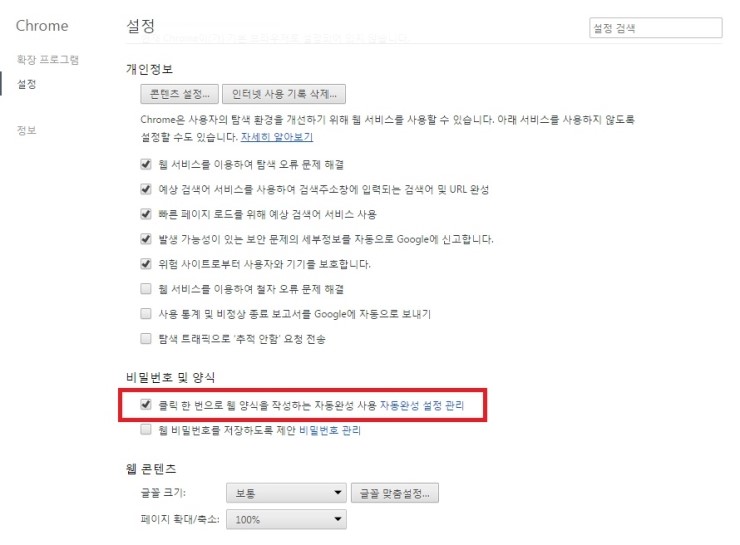 Chrome
설정
설정 검색
확장 프로그램
설정
정보
개인정보
콘텐츠 설정...
인터넷 사용 기록 삭제...
Chrome은 사용자의 탐색 환경을 개선하기 위해 웹 서비스를 사용할 수 있습니다. 아래 서비스를 사용하지 않도록
설정할 수도 있습니다. 자세히 알아보기
웹 서비스를 이용하여 탐색 오류 문제 해결
예상 검색어 서비스를 사용하여 검색주소창에 입력되는 검색어 및 URL 완성
빠른 페이지 로드를 위해 예상 검색어 서비스 사용
발생 가능성이 있는 보안 문제의 세부정보를 자동으로 Google에 신고합니다.
위험 사이트로부터 사용자와 기기를 보호합니다.
웹 서비스를 이용하여 철자 오류 문제 해결
사용 통계 및 비정상 종료 보고서를 Google에 자동으로 보내기
탐색 트래픽으로 '추적 안함' 요청 전송
비밀번호 및 양식
클릭 한 번으로 웹 양식을 작성하는 자동완성 사용 자동완성 설정 관리
웹 비밀번호를 저장하도록 제안 비밀번호 관리
웹 콘텐츠
글꼴 크기:
보통
글꼴 맞춤설정...
페이지 확대/축소:
100%